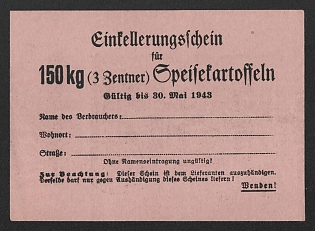 Einkellerungsschein
für
150 kg (3 Zentner) Speisekartoffeln
Gültig bis 30. Mai 1943
Name des Verbrauchers:
Wohnort:
Straße:
Ohne Namenseintragung ungültig!
Zur Beachtung: Dieser Schein ist dem Lieferanten auszuhändigen.
Derselbe darf nur gegen Aushändigung dieses Scheines liefern!
Wenden!